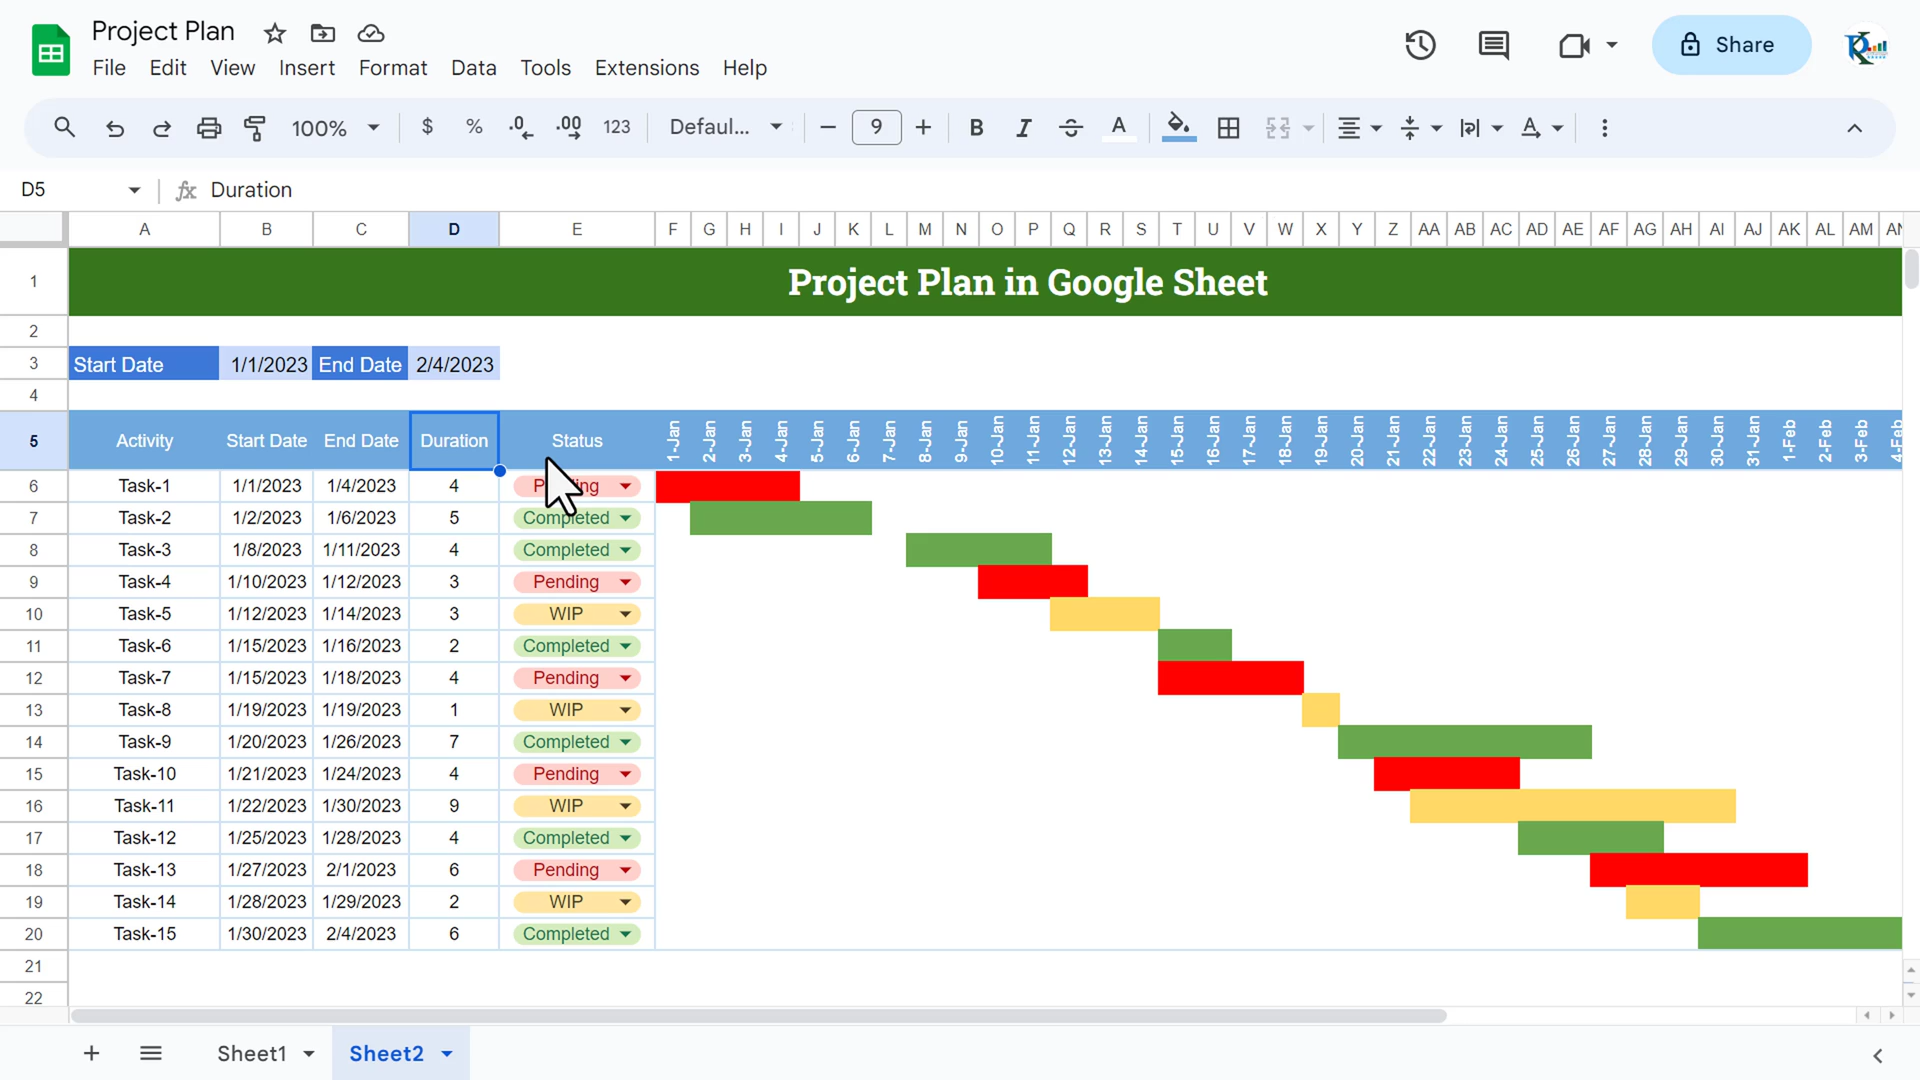 Project Plan
File Edit View Insert Format Data Tools Extensions Help
Share
100% $ % .0 .00 123 Defaul... 9 B I S A A
D5 fx Duration
A B C D E F G H I J K L M N O P Q R S T U V W X Y Z AA AB AC AD AE AF AG AH AI AJ AK AL AM AN
1 Project Plan in Google Sheet
2
3 Start Date 1/1/2023 End Date 2/4/2023
4
5 Activity Start Date End Date Duration Status 1-Jan 2-Jan 3-Jan 4-Jan 5-Jan 6-Jan 7-Jan 8-Jan 9-Jan 10-Jan 11-Jan 12-Jan 13-Jan 14-Jan 15-Jan 16-Jan 17-Jan 18-Jan 19-Jan 20-Jan 21-Jan 22-Jan 23-Jan 24-Jan 25-Jan 26-Jan 27-Jan 28-Jan 29-Jan 30-Jan 31-Jan 1-Feb 2-Feb 3-Feb 4-Feb
6 Task-1 1/1/2023 1/4/2023 4
7 Task-2 1/2/2023 1/6/2023 5 Completed
8 Task-3 1/8/2023 1/11/2023 4 Completed
9 Task-4 1/10/2023 1/12/2023 3 Pending
10 Task-5 1/12/2023 1/14/2023 3 WIP
11 Task-6 1/15/2023 1/16/2023 2 Completed
12 Task-7 1/15/2023 1/18/2023 4 Pending
13 Task-8 1/19/2023 1/19/2023 1 WIP
14 Task-9 1/20/2023 1/26/2023 7 Completed
15 Task-10 1/21/2023 1/24/2023 4 Pending
16 Task-11 1/22/2023 1/30/2023 9 WIP
17 Task-12 1/25/2023 1/28/2023 4 Completed
18 Task-13 1/27/2023 2/1/2023 6 Pending
19 Task-14 1/28/2023 1/29/2023 2 WIP
20 Task-15 1/30/2023 2/4/2023 6 Completed
21
22
Sheet1 Sheet2